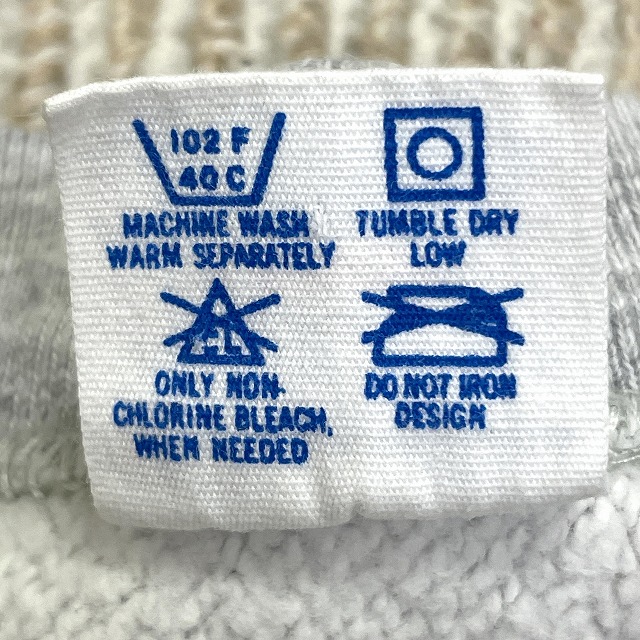 102 F
40 C
MACHINE WASH
WARM SEPARATELY
TUMBLE DRY
LOW
CL
ONLY NON-
CHLORINE BLEACH,
WHEN NEEDED
DO NOT IRON
DESIGN